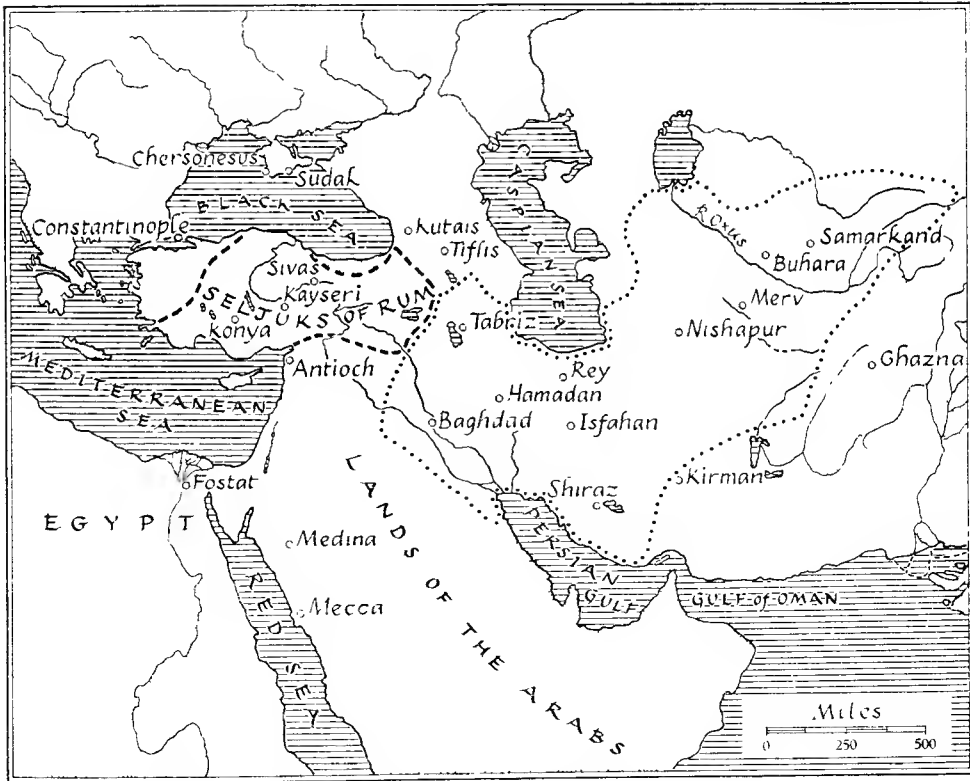 Chersonesus
Sudak
BLACK SEA
Constantinople
Kutais
Tiflis
CASPIAN SEA
ROxus
Samarkand
Buhara
Sivas
Kayseri
SELJUKS OF RUM
Konya
Merv
Tabriz
Nishapur
Antioch
Rey
Ghazna
MEDITERRANEAN
SEA
Hamadan
Baghdad
Isfahan
Fostat
Shiraz
Kirman
EGYPT
LANDS OF THE ARABS
PERSIAN
GULF
Medina
Mecca
RED SEY
GULF of OMAN
Miles
0 250 500